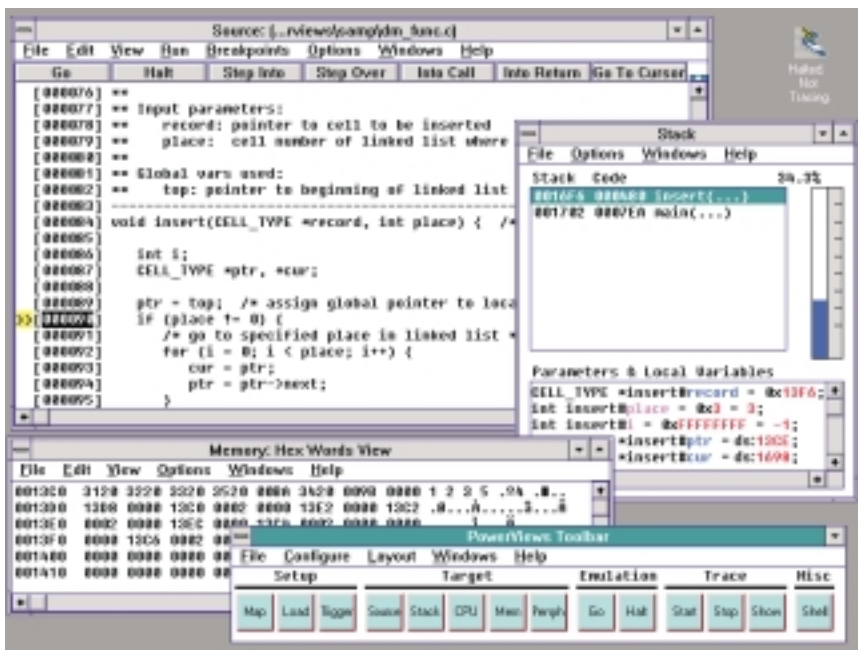 Source: (...rviews\samp\dm_func.c)
File Edit View Run Breakpoints Options Windows Help
Go Halt Step Into Step Over Into Call Into Return Go To Cursor
[000076] **
[000077] ** Input parameters:
[000078] ** record: pointer to cell to be inserted
[000079] ** place: cell number of linked list where
[000080] **
[000081] ** Global vars used:
[000082] ** top: pointer to beginning of linked list
[000083] ----------------------------------------
[000084] void insert(CELL_TYPE *record, int place) { /*
[000085]
[000086] int i;
[000087] CELL_TYPE *ptr, *cur;
[000088]
[000089] ptr = top; /* assign global pointer to loca
>>[000090] if (place != 0) {
[000091] /* go to specified place in linked list *
[000092] for (i = 0; i < place; i++) {
[000093] cur = ptr;
[000094] ptr = ptr->next;
[000095] }
Halted
Not
Tracing
Stack
File Options Windows Help
Stack Code 34.3%
0016F6 insert(...)
001702 0007EA main(...)
Parameters & Local Variables
CELL_TYPE *insert#record = 0x13F6;
int insert#place = 0x3 = 3;
int insert#i = 0xFFFFFFFF = -1;
*insert#ptr = ds:13CE;
*insert#cur = ds:1690;
Memory: Hex Words View
File Edit View Options Windows Help
0013C0 3120 3220 3320 3520 3420 0000 1 2 3 5
0013D0 0000 13C0 0002 0000 13E2 0000 13C2
0013E0 0002 0000 13EC 0000 0002 0000 0000
0013F0 0000 13C6 0002
001400 0000 0000 0000
001410 0000 0000 0000
PowerViews Toolbar
File Configure Layout Windows Help
Setup Target Emulation Trace Misc
Map Load Trigger Source Stack CPU Mem Periph Go Halt Start Stop Show Shell